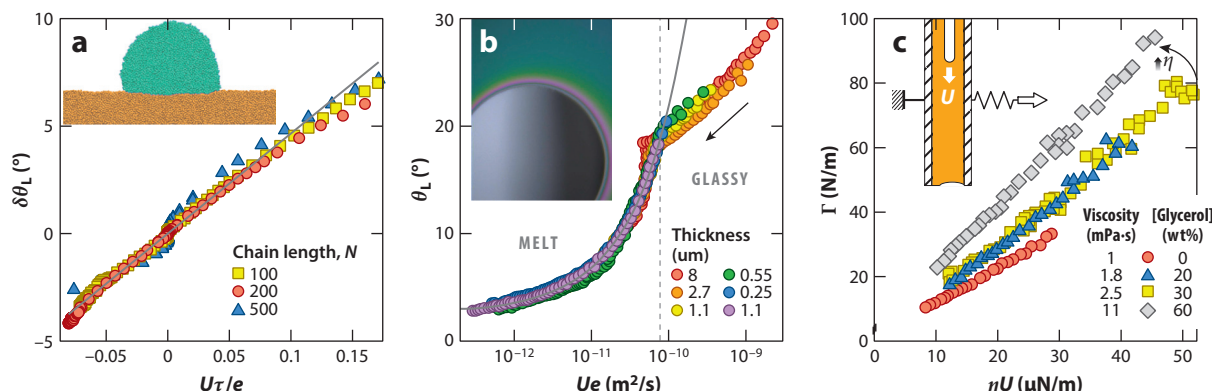 a
10
5
0
−5
δθL (°)
−0.05
0
0.05
0.1
0.15
Uτ/e
Chain length, N
100
200
500
b
30
20
10
0
θL (°)
MELT
GLASSY
Thickness
(um)
8 0.55
2.7 0.25
1.1 1.1
10−12
10−11
10−10
10−9
Ue (m2/s)
c
100
80
60
40
20
0
Γ (N/m)
U
η
Viscosity [Glycerol]
(mPa·s) (wt%)
1 0
1.8 20
2.5 30
11 60
0
10
20
30
40
50
ηU (μN/m)